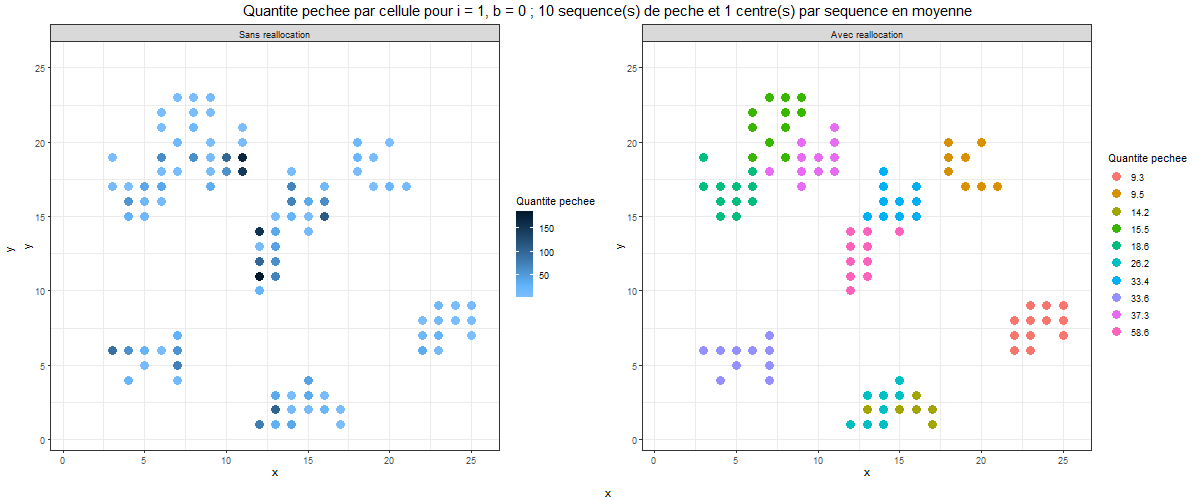 Quantite pechee par cellule pour i = 1, b = 0 ; 10 sequence(s) de peche et 1 centre(s) par sequence en moyenne
Sans reallocation
25
20
15
10
5
0
y
y
0 5 10 15 20 25
x
Quantite pechee
150
100
50
Avec reallocation
25
20
15
10
5
0
y
0 5 10 15 20 25
x
Quantite pechee
9.3
9.5
14.2
15.5
18.6
26.2
33.4
33.6
37.3
58.6
x